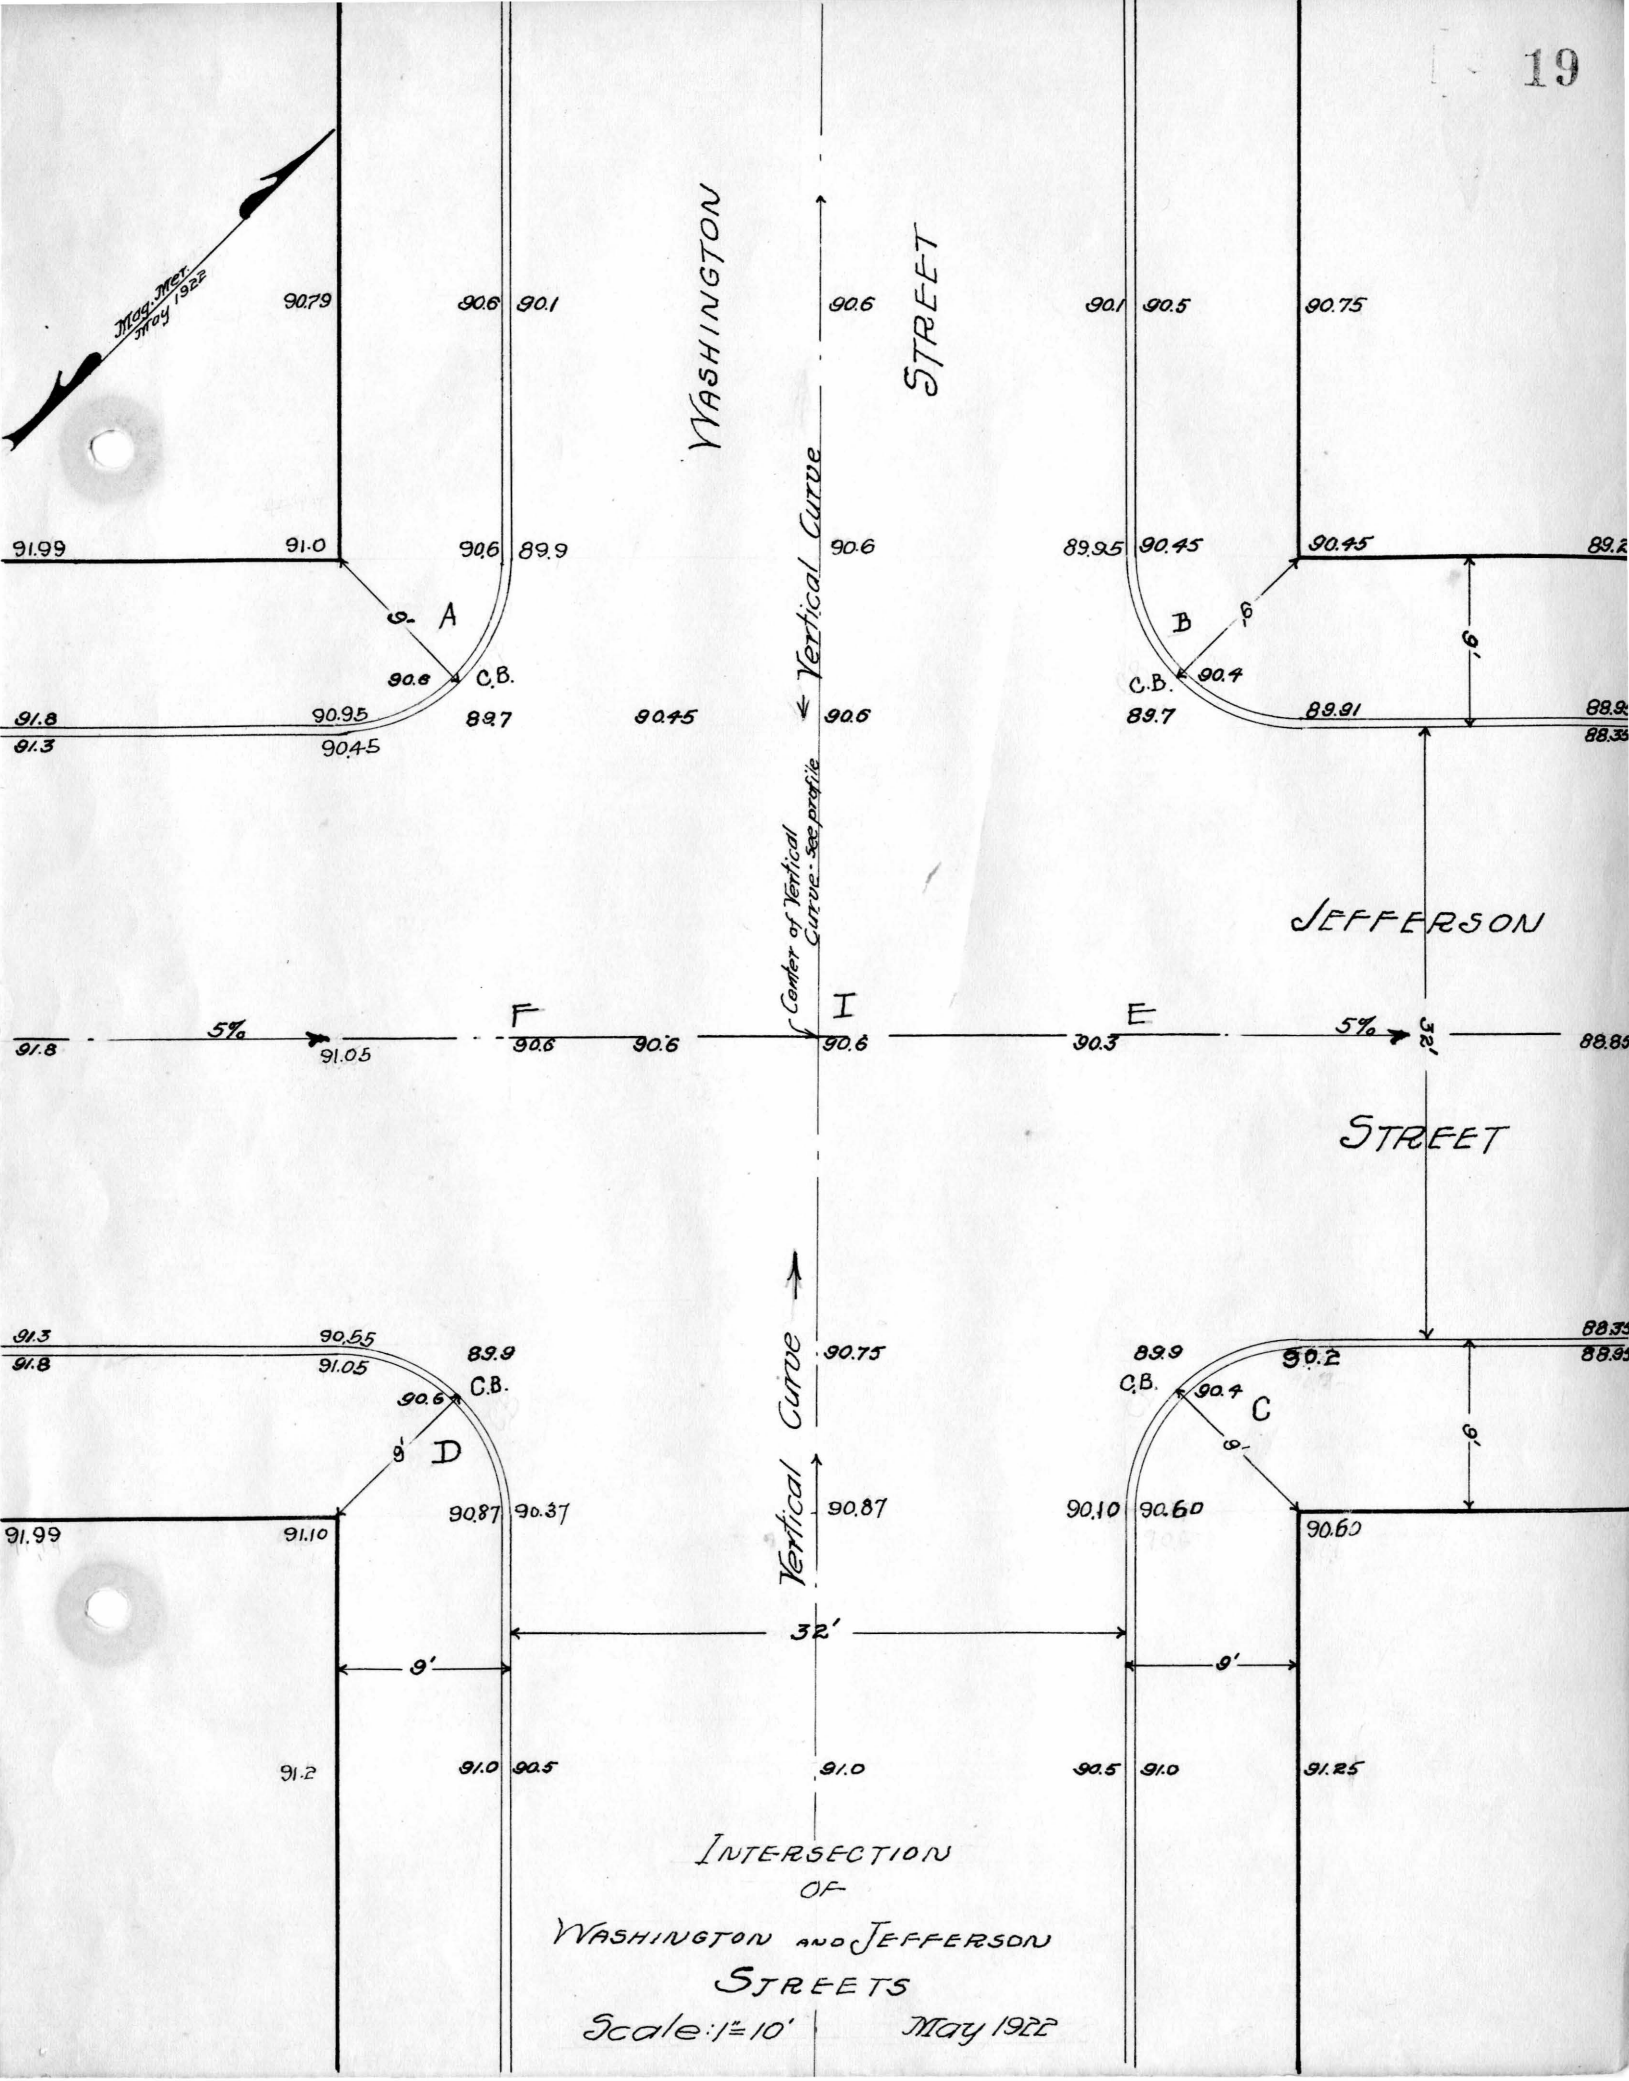 19
WASHINGTON
STREET
Mag. Mer.
May 1922
90.79
90.6
90.1
90.6
90.1
90.5
90.75
← Vertical Curve
91.99
91.0
90.6
89.9
90.6
89.95
90.45
90.45
9'
A
B
9'
9'
90.6
C.B.
C.B.
90.4
91.8
90.95
89.7
90.45
90.6
89.7
89.91
91.3
90.45
Center of Vertical
Curve - see profile
JEFFERSON
F
I
E
5%
5%
32'
91.8
91.05
90.6
90.6
90.6
90.3
88.85
STREET
Vertical Curve →
91.3
90.55
91.8
91.05
89.9
90.75
89.9
90.2
90.6
C.B.
C.B.
90.4
9'
D
C
9'
9'
91.99
91.10
90.87
90.37
90.87
90.10
90.60
90.60
32'
9'
9'
91.2
91.0
90.5
91.0
90.5
91.0
91.25
INTERSECTION
OF
WASHINGTON AND JEFFERSON
STREETS
Scale: 1"=10' May 1922